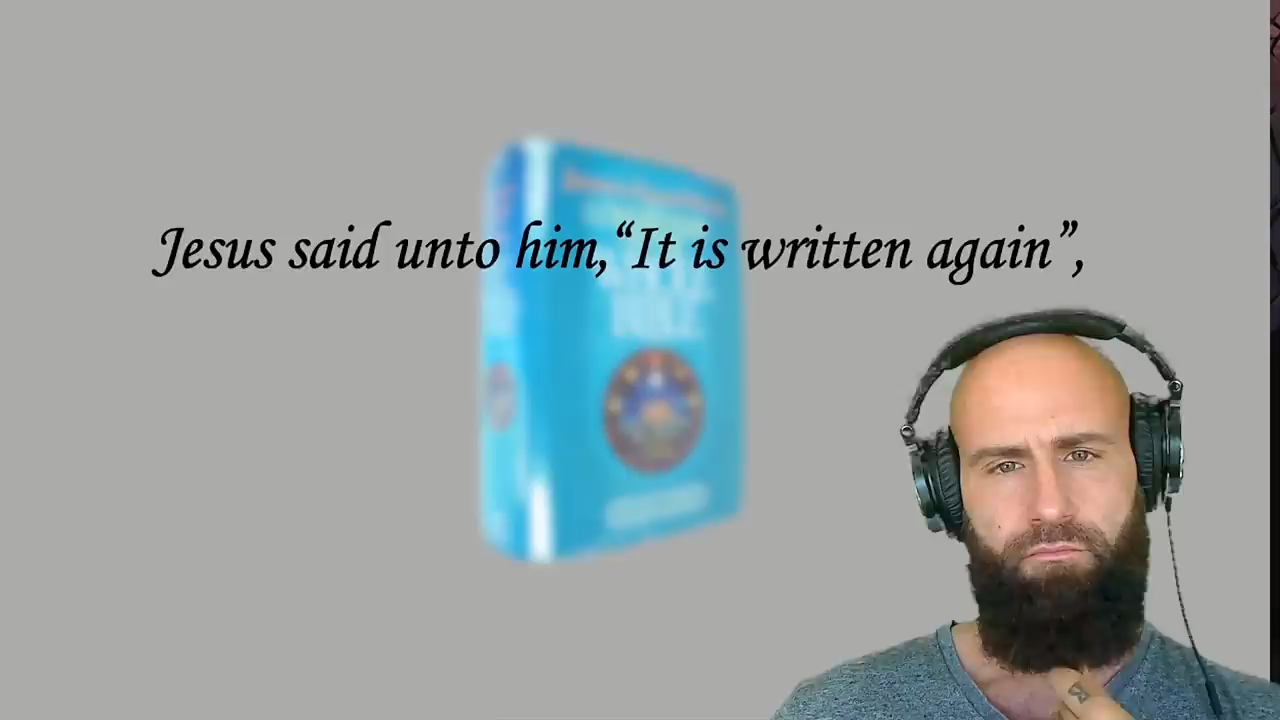 Jesus said unto him,“It is written again”,